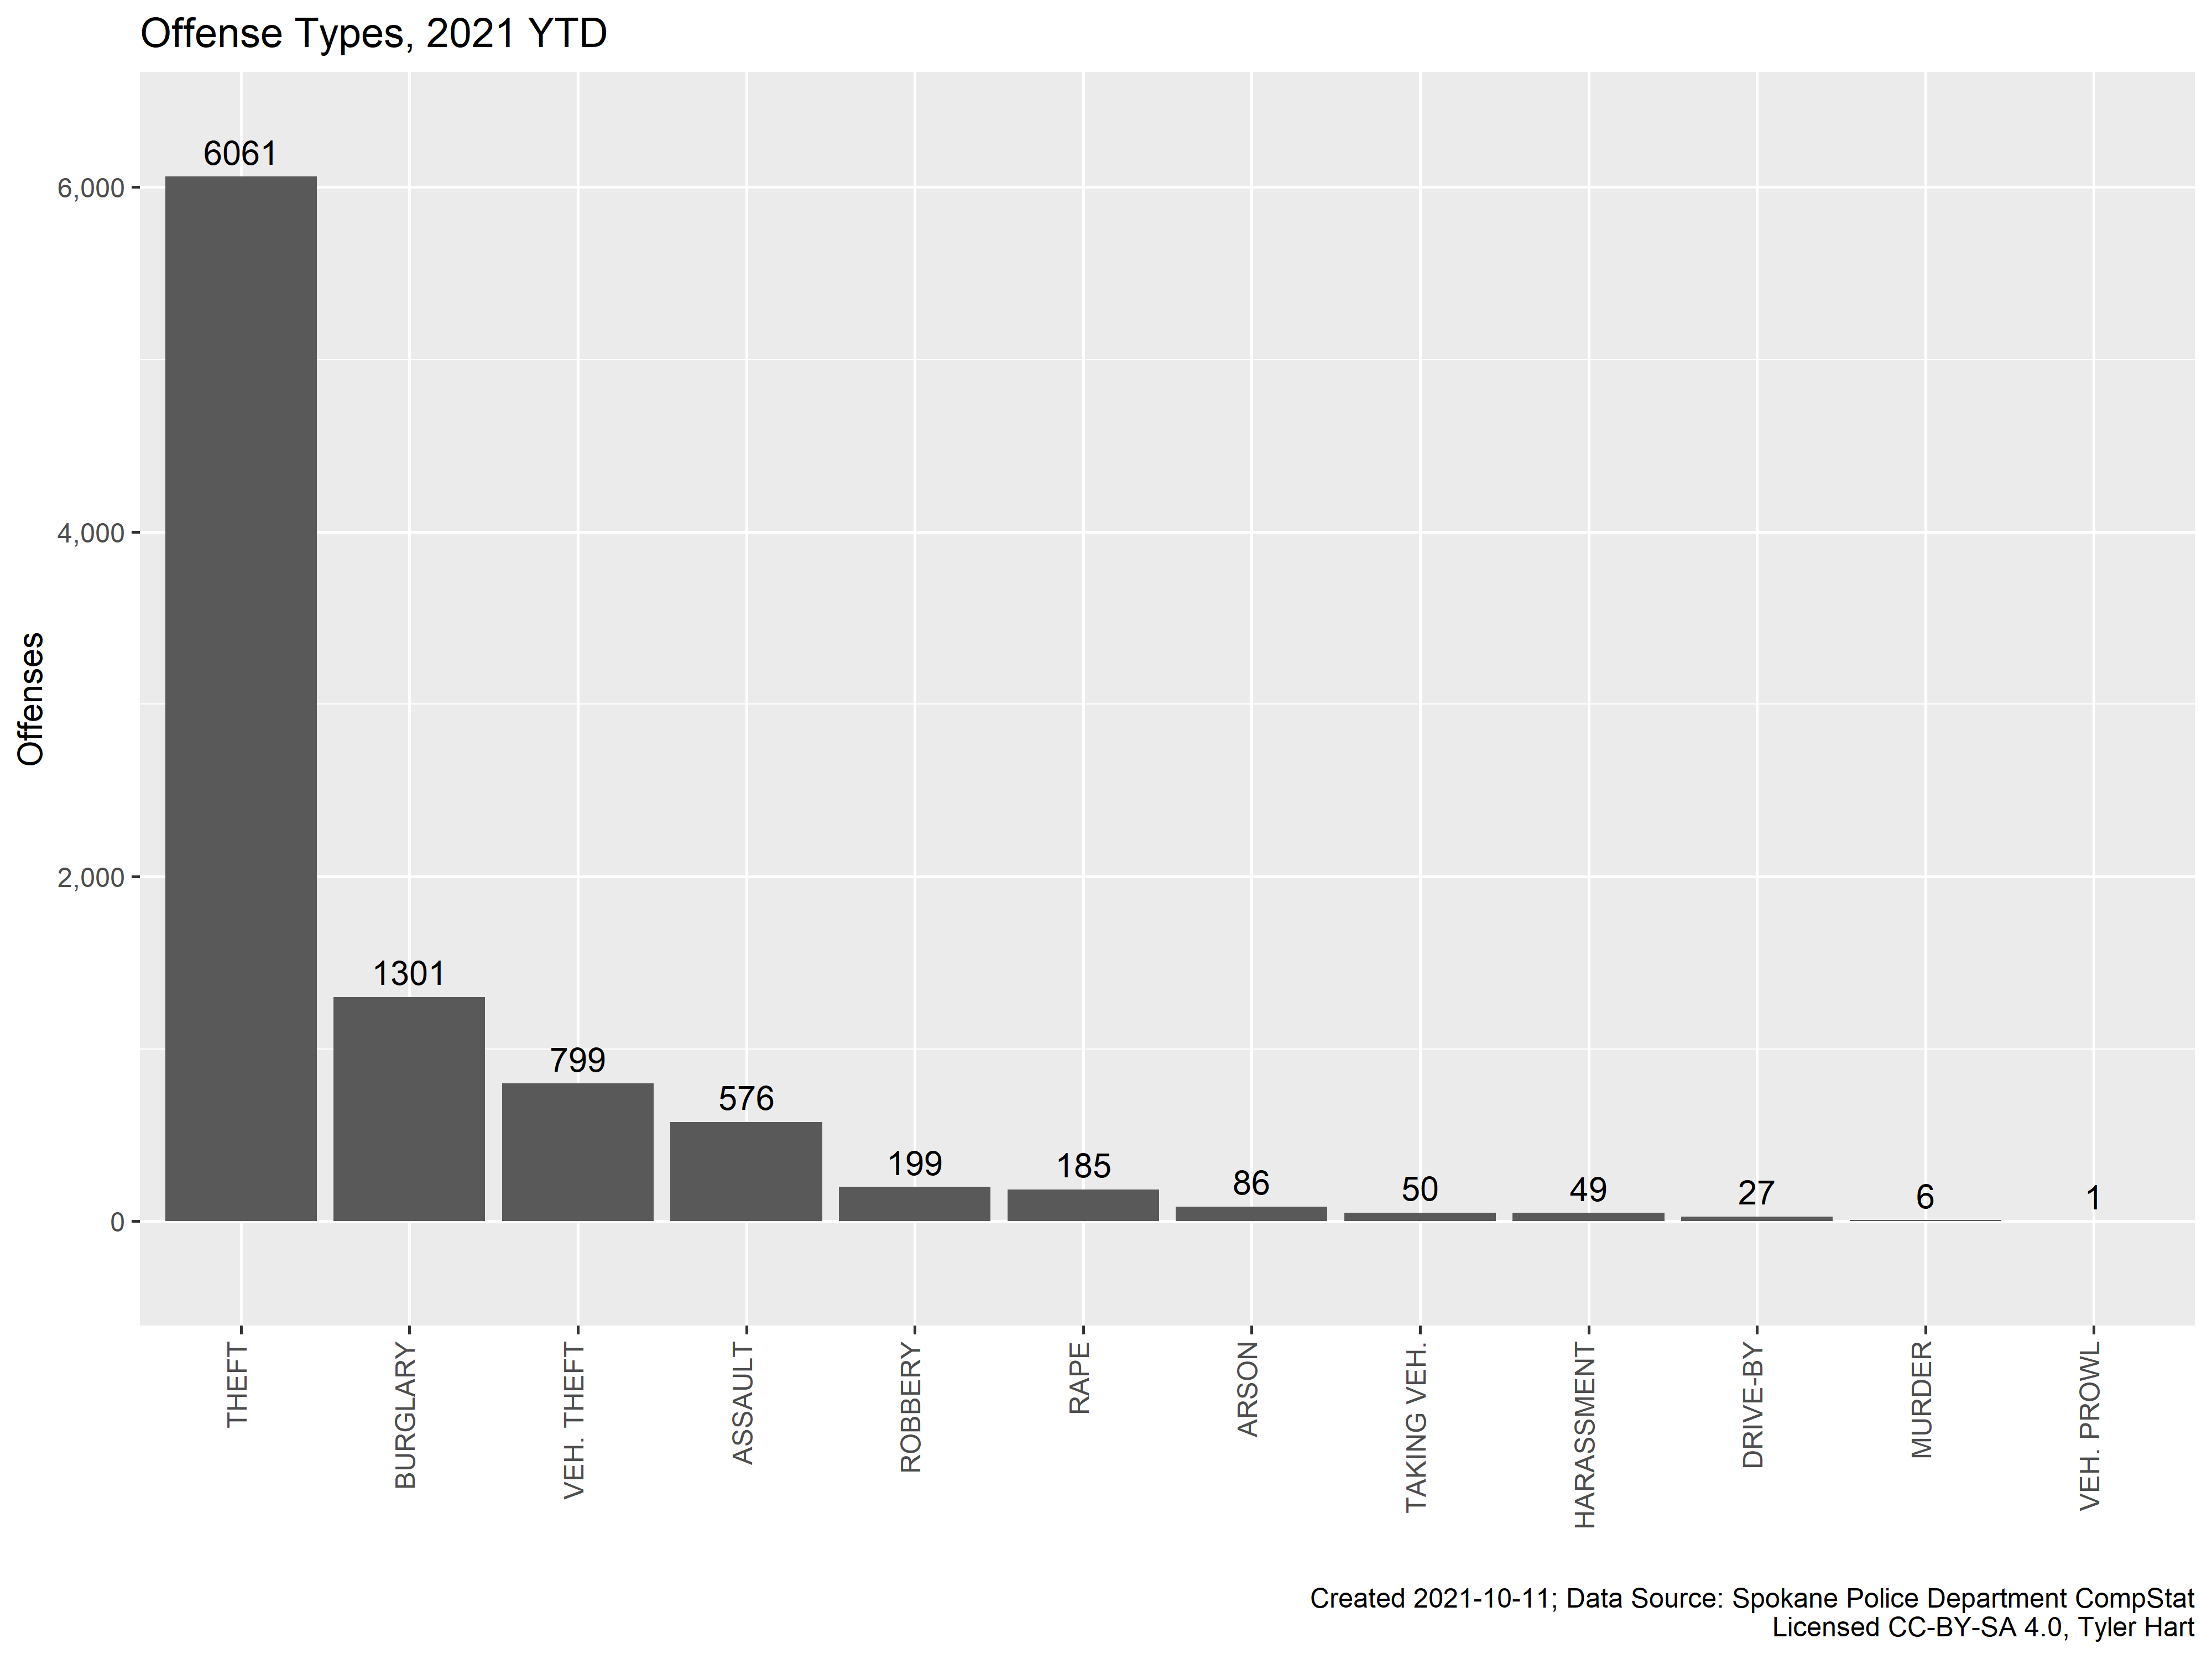 Offense Types, 2021 YTD
Offenses
6,000
4,000
2,000
0
6061
1301
799
576
199
185
86
50
49
27
6
1
THEFT
BURGLARY
VEH. THEFT
ASSAULT
ROBBERY
RAPE
ARSON
TAKING VEH.
HARASSMENT
DRIVE-BY
MURDER
VEH. PROWL
Created 2021-10-11; Data Source: Spokane Police Department CompStat
Licensed CC-BY-SA 4.0, Tyler Hart